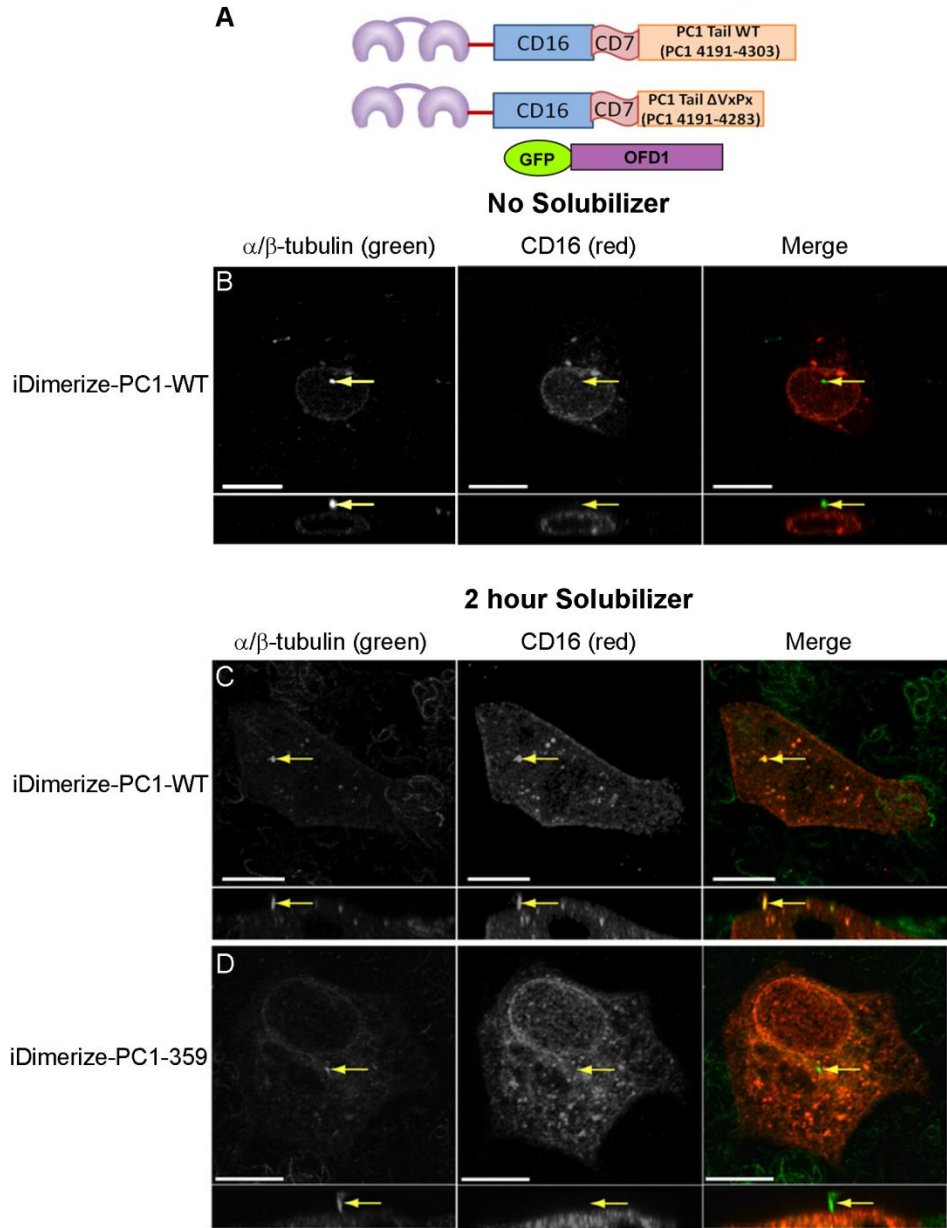 A
CD16
CD7
PC1 Tail WT
(PC1 4191-4303)
CD16
CD7
PC1 Tail ΔVxPx
(PC1 4191-4283)
GFP
OFD1
No Solubilizer
α/β-tubulin (green)
CD16 (red)
Merge
B
iDimerize-PC1-WT
2 hour Solubilizer
α/β-tubulin (green)
CD16 (red)
Merge
C
iDimerize-PC1-WT
D
iDimerize-PC1-359